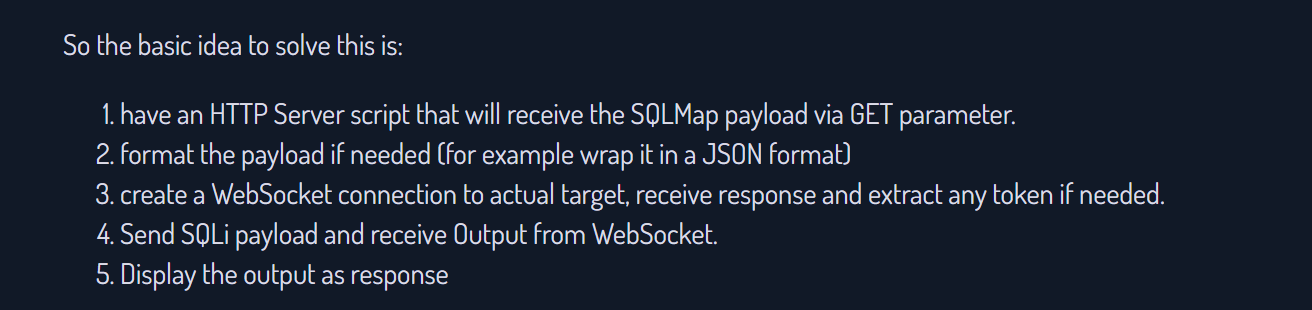 So the basic idea to solve this is:
1. have an HTTP Server script that will receive the SQLMap payload via GET parameter.
2. format the payload if needed (for example wrap it in a JSON format)
3. create a WebSocket connection to actual target, receive response and extract any token if needed.
4. Send SQLi payload and receive Output from WebSocket.
5. Display the output as response